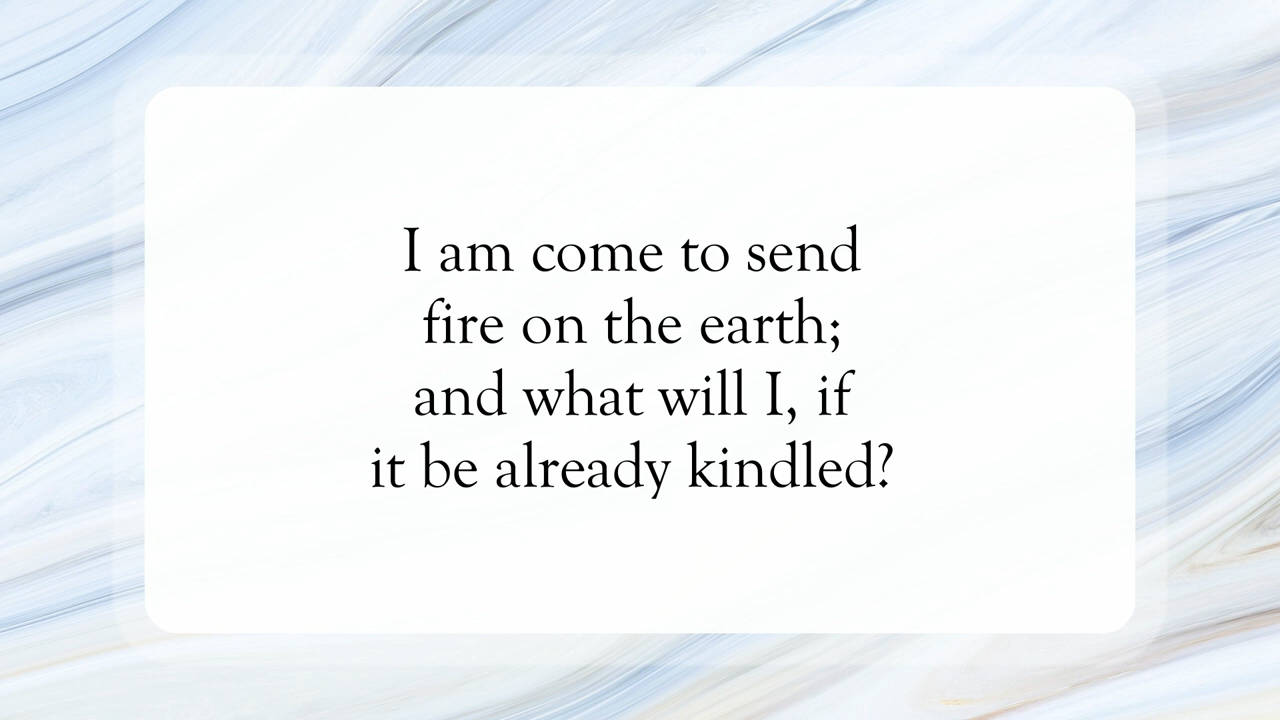 I am come to send
fire on the earth;
and what will I, if
it be already kindled?